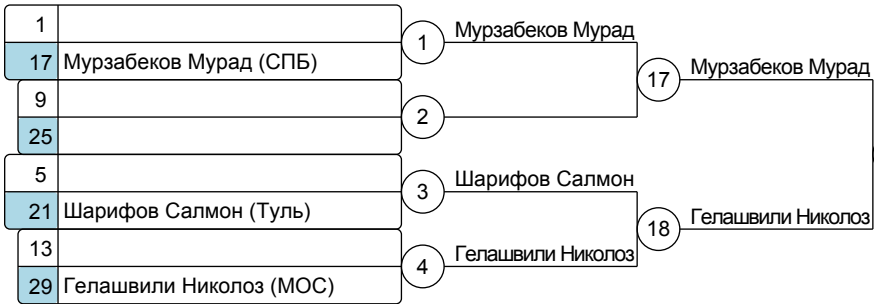 1
Мурзабеков Мурад
1
17 Мурзабеков Мурад (СПБ)
Мурзабеков Мурад
17
9
2
25
5
Шарифов Салмон
3
21 Шарифов Салмон (Туль)
Гелашвили Николоз
18
13
Гелашвили Николоз
4
29 Гелашвили Николоз (МОС)